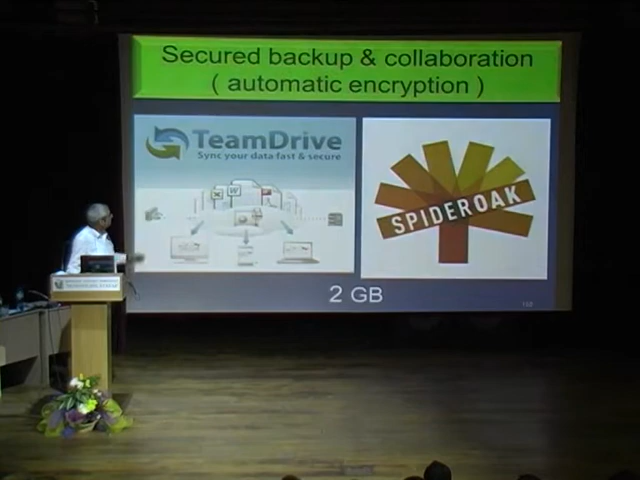 Secured backup & collaboration
( automatic encryption )
TeamDrive
Sync your data fast & secure
X W
SPIDEROAK
2 GB